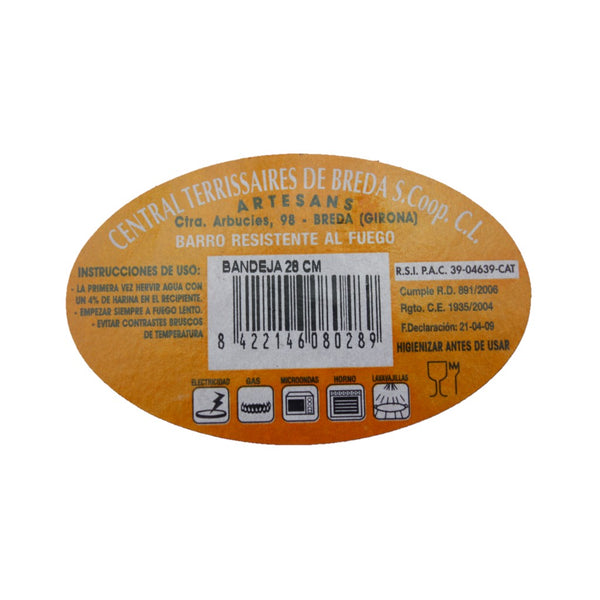 CENTRAL TERRISSAIRES DE BREDA S.Coop. C.L.
ARTESANS
Ctra. Arbucies, 98 - BREDA (GIRONA)
BARRO RESISTENTE AL FUEGO
INSTRUCCIONES DE USO:
- LA PRIMERA VEZ HERVIR AGUA CON
UN 4% DE HARINA EN EL RECIPIENTE.
- EMPEZAR SIEMPRE A FUEGO LENTO.
- EVITAR CONTRASTES BRUSCOS
DE TEMPERATURA
BANDEJA 28 CM
8 422146 080289
R.S.I. P.A.C. 39-04639-CAT
Cumple R.D. 891/2006
Rgto. C.E. 1935/2004
F.Declaración: 21-04-09
HIGIENIZAR ANTES DE USAR
ELECTRICIDAD
GAS
MICROONDAS
HORNO
LAVAVAJILLAS